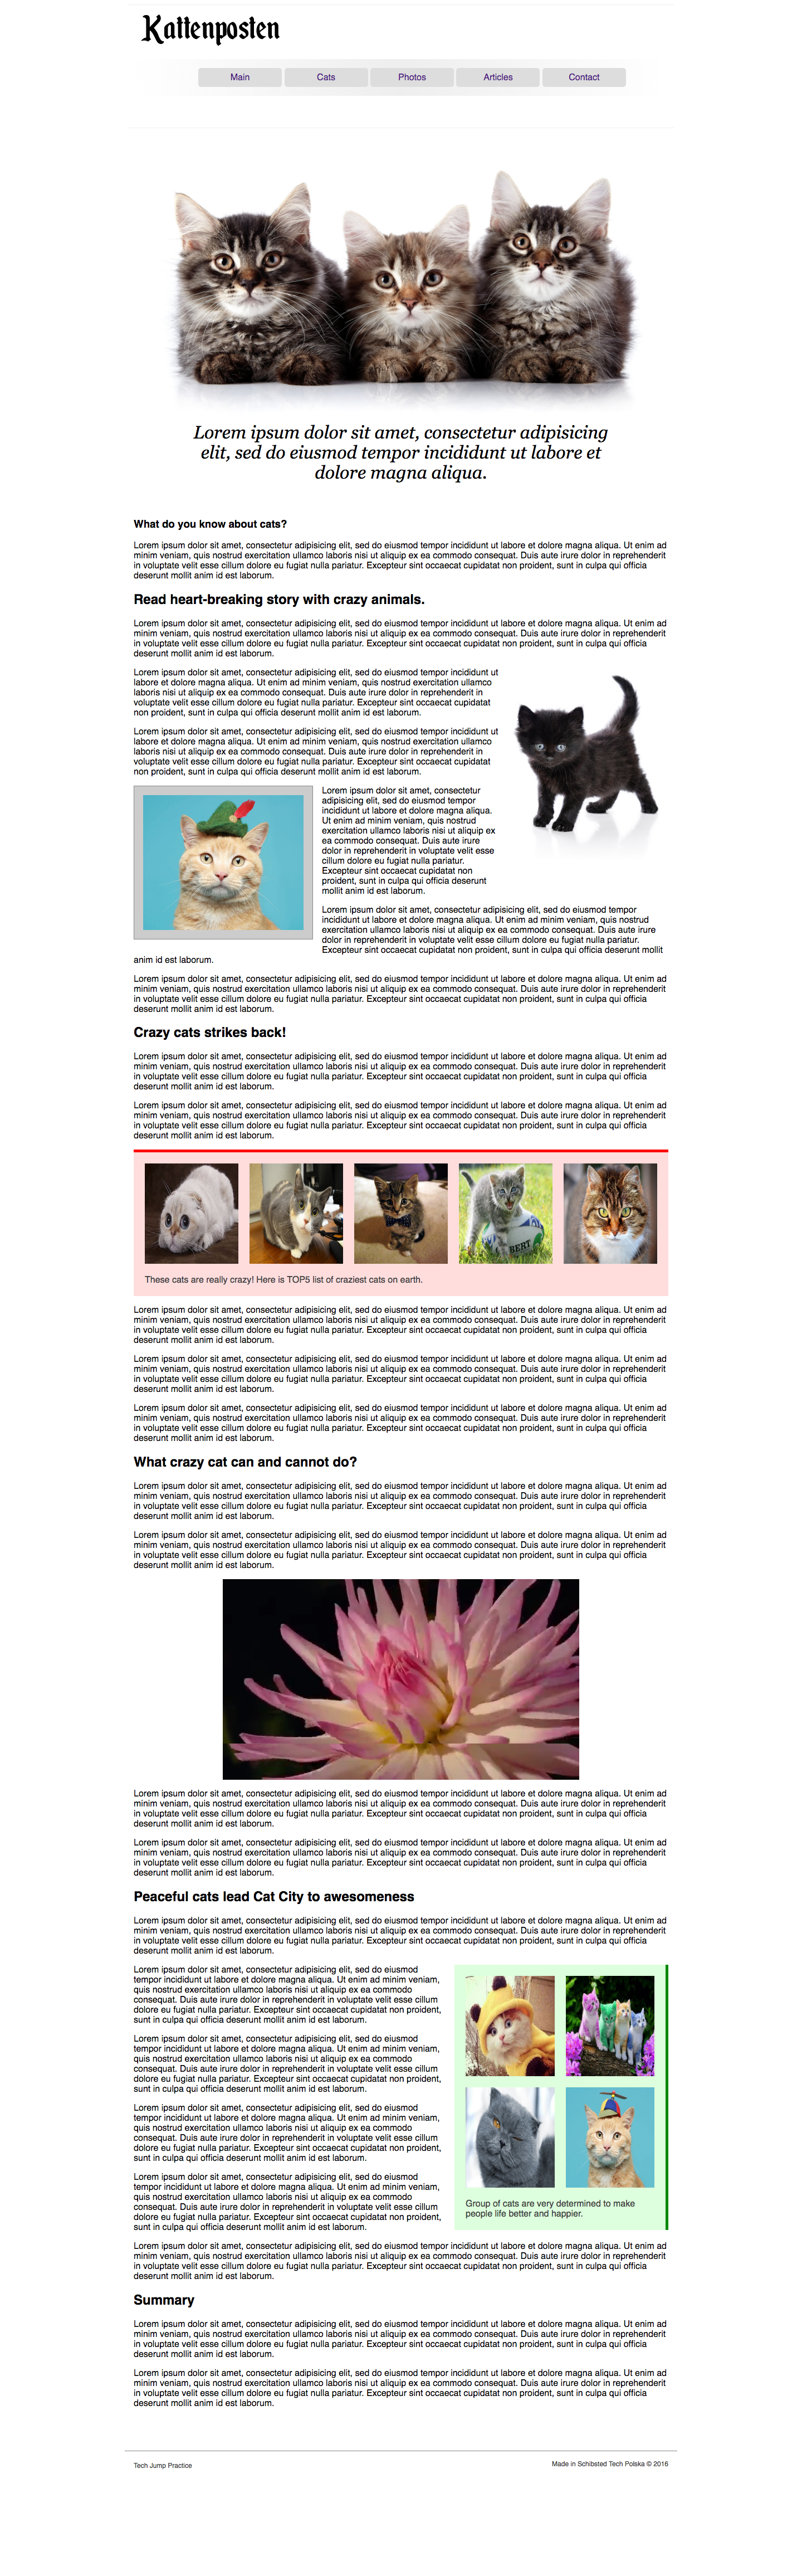 Kattenposten
Main Cats Photos Articles Contact
Lorem ipsum dolor sit amet, consectetur adipisicing
elit, sed do eiusmod tempor incididunt ut labore et
dolore magna aliqua.
What do you know about cats?
Lorem ipsum dolor sit amet, consectetur adipisicing elit, sed do eiusmod tempor incididunt ut labore et dolore magna aliqua. Ut enim ad
minim veniam, quis nostrud exercitation ullamco laboris nisi ut aliquip ex ea commodo consequat. Duis aute irure dolor in reprehenderit
in voluptate velit esse cillum dolore eu fugiat nulla pariatur. Excepteur sint occaecat cupidatat non proident, sunt in culpa qui officia
deserunt mollit anim id est laborum.
Read heart-breaking story with crazy animals.
Lorem ipsum dolor sit amet, consectetur adipisicing elit, sed do eiusmod tempor incididunt ut labore et dolore magna aliqua. Ut enim ad
minim veniam, quis nostrud exercitation ullamco laboris nisi ut aliquip ex ea commodo consequat. Duis aute irure dolor in reprehenderit
in voluptate velit esse cillum dolore eu fugiat nulla pariatur. Excepteur sint occaecat cupidatat non proident, sunt in culpa qui officia
deserunt mollit anim id est laborum.
Lorem ipsum dolor sit amet, consectetur adipisicing elit, sed do eiusmod tempor incididunt ut
labore et dolore magna aliqua. Ut enim ad minim veniam, quis nostrud exercitation ullamco
laboris nisi ut aliquip ex ea commodo consequat. Duis aute irure dolor in reprehenderit in
voluptate velit esse cillum dolore eu fugiat nulla pariatur. Excepteur sint occaecat cupidatat
non proident, sunt in culpa qui officia deserunt mollit anim id est laborum.
Lorem ipsum dolor sit amet, consectetur adipisicing elit, sed do eiusmod tempor incididunt ut
labore et dolore magna aliqua. Ut enim ad minim veniam, quis nostrud exercitation ullamco
laboris nisi ut aliquip ex ea commodo consequat. Duis aute irure dolor in reprehenderit in
voluptate velit esse cillum dolore eu fugiat nulla pariatur. Excepteur sint occaecat cupidatat
non proident, sunt in culpa qui officia deserunt mollit anim id est laborum.
Lorem ipsum dolor sit amet, consectetur
adipisicing elit, sed do eiusmod tempor
incididunt ut labore et dolore magna aliqua.
Ut enim ad minim veniam, quis nostrud
exercitation ullamco laboris nisi ut aliquip ex
ea commodo consequat. Duis aute irure
dolor in reprehenderit in voluptate velit esse
cillum dolore eu fugiat nulla pariatur.
Excepteur sint occaecat cupidatat non
proident, sunt in culpa qui officia deserunt
mollit anim id est laborum.
Lorem ipsum dolor sit amet, consectetur adipisicing elit, sed do eiusmod tempor
incididunt ut labore et dolore magna aliqua. Ut enim ad minim veniam, quis nostrud
exercitation ullamco laboris nisi ut aliquip ex ea commodo consequat. Duis aute irure
dolor in reprehenderit in voluptate velit esse cillum dolore eu fugiat nulla pariatur.
Excepteur sint occaecat cupidatat non proident, sunt in culpa qui officia deserunt mollit
anim id est laborum.
Lorem ipsum dolor sit amet, consectetur adipisicing elit, sed do eiusmod tempor incididunt ut labore et dolore magna aliqua. Ut enim ad
minim veniam, quis nostrud exercitation ullamco laboris nisi ut aliquip ex ea commodo consequat. Duis aute irure dolor in reprehenderit
in voluptate velit esse cillum dolore eu fugiat nulla pariatur. Excepteur sint occaecat cupidatat non proident, sunt in culpa qui officia
deserunt mollit anim id est laborum.
Crazy cats strikes back!
Lorem ipsum dolor sit amet, consectetur adipisicing elit, sed do eiusmod tempor incididunt ut labore et dolore magna aliqua. Ut enim ad
minim veniam, quis nostrud exercitation ullamco laboris nisi ut aliquip ex ea commodo consequat. Duis aute irure dolor in reprehenderit
in voluptate velit esse cillum dolore eu fugiat nulla pariatur. Excepteur sint occaecat cupidatat non proident, sunt in culpa qui officia
deserunt mollit anim id est laborum.
Lorem ipsum dolor sit amet, consectetur adipisicing elit, sed do eiusmod tempor incididunt ut labore et dolore magna aliqua. Ut enim ad
minim veniam, quis nostrud exercitation ullamco laboris nisi ut aliquip ex ea commodo consequat. Duis aute irure dolor in reprehenderit
in voluptate velit esse cillum dolore eu fugiat nulla pariatur. Excepteur sint occaecat cupidatat non proident, sunt in culpa qui officia
deserunt mollit anim id est laborum.
BERT
These cats are really crazy! Here is TOP5 list of craziest cats on earth.
Lorem ipsum dolor sit amet, consectetur adipisicing elit, sed do eiusmod tempor incididunt ut labore et dolore magna aliqua. Ut enim ad
minim veniam, quis nostrud exercitation ullamco laboris nisi ut aliquip ex ea commodo consequat. Duis aute irure dolor in reprehenderit
in voluptate velit esse cillum dolore eu fugiat nulla pariatur. Excepteur sint occaecat cupidatat non proident, sunt in culpa qui officia
deserunt mollit anim id est laborum.
Lorem ipsum dolor sit amet, consectetur adipisicing elit, sed do eiusmod tempor incididunt ut labore et dolore magna aliqua. Ut enim ad
minim veniam, quis nostrud exercitation ullamco laboris nisi ut aliquip ex ea commodo consequat. Duis aute irure dolor in reprehenderit
in voluptate velit esse cillum dolore eu fugiat nulla pariatur. Excepteur sint occaecat cupidatat non proident, sunt in culpa qui officia
deserunt mollit anim id est laborum.
Lorem ipsum dolor sit amet, consectetur adipisicing elit, sed do eiusmod tempor incididunt ut labore et dolore magna aliqua. Ut enim ad
minim veniam, quis nostrud exercitation ullamco laboris nisi ut aliquip ex ea commodo consequat. Duis aute irure dolor in reprehenderit
in voluptate velit esse cillum dolore eu fugiat nulla pariatur. Excepteur sint occaecat cupidatat non proident, sunt in culpa qui officia
deserunt mollit anim id est laborum.
What crazy cat can and cannot do?
Lorem ipsum dolor sit amet, consectetur adipisicing elit, sed do eiusmod tempor incididunt ut labore et dolore magna aliqua. Ut enim ad
minim veniam, quis nostrud exercitation ullamco laboris nisi ut aliquip ex ea commodo consequat. Duis aute irure dolor in reprehenderit
in voluptate velit esse cillum dolore eu fugiat nulla pariatur. Excepteur sint occaecat cupidatat non proident, sunt in culpa qui officia
deserunt mollit anim id est laborum.
Lorem ipsum dolor sit amet, consectetur adipisicing elit, sed do eiusmod tempor incididunt ut labore et dolore magna aliqua. Ut enim ad
minim veniam, quis nostrud exercitation ullamco laboris nisi ut aliquip ex ea commodo consequat. Duis aute irure dolor in reprehenderit
in voluptate velit esse cillum dolore eu fugiat nulla pariatur. Excepteur sint occaecat cupidatat non proident, sunt in culpa qui officia
deserunt mollit anim id est laborum.
Lorem ipsum dolor sit amet, consectetur adipisicing elit, sed do eiusmod tempor incididunt ut labore et dolore magna aliqua. Ut enim ad
minim veniam, quis nostrud exercitation ullamco laboris nisi ut aliquip ex ea commodo consequat. Duis aute irure dolor in reprehenderit
in voluptate velit esse cillum dolore eu fugiat nulla pariatur. Excepteur sint occaecat cupidatat non proident, sunt in culpa qui officia
deserunt mollit anim id est laborum.
Lorem ipsum dolor sit amet, consectetur adipisicing elit, sed do eiusmod tempor incididunt ut labore et dolore magna aliqua. Ut enim ad
minim veniam, quis nostrud exercitation ullamco laboris nisi ut aliquip ex ea commodo consequat. Duis aute irure dolor in reprehenderit
in voluptate velit esse cillum dolore eu fugiat nulla pariatur. Excepteur sint occaecat cupidatat non proident, sunt in culpa qui officia
deserunt mollit anim id est laborum.
Peaceful cats lead Cat City to awesomeness
Lorem ipsum dolor sit amet, consectetur adipisicing elit, sed do eiusmod tempor incididunt ut labore et dolore magna aliqua. Ut enim ad
minim veniam, quis nostrud exercitation ullamco laboris nisi ut aliquip ex ea commodo consequat. Duis aute irure dolor in reprehenderit
in voluptate velit esse cillum dolore eu fugiat nulla pariatur. Excepteur sint occaecat cupidatat non proident, sunt in culpa qui officia
deserunt mollit anim id est laborum.
Lorem ipsum dolor sit amet, consectetur adipisicing elit, sed do eiusmod
tempor incididunt ut labore et dolore magna aliqua. Ut enim ad minim veniam,
quis nostrud exercitation ullamco laboris nisi ut aliquip ex ea commodo
consequat. Duis aute irure dolor in reprehenderit in voluptate velit esse cillum
dolore eu fugiat nulla pariatur. Excepteur sint occaecat cupidatat non proident,
sunt in culpa qui officia deserunt mollit anim id est laborum.
Lorem ipsum dolor sit amet, consectetur adipisicing elit, sed do eiusmod
tempor incididunt ut labore et dolore magna aliqua. Ut enim ad minim veniam,
quis nostrud exercitation ullamco laboris nisi ut aliquip ex ea commodo
consequat. Duis aute irure dolor in reprehenderit in voluptate velit esse cillum
dolore eu fugiat nulla pariatur. Excepteur sint occaecat cupidatat non proident,
sunt in culpa qui officia deserunt mollit anim id est laborum.
Lorem ipsum dolor sit amet, consectetur adipisicing elit, sed do eiusmod
tempor incididunt ut labore et dolore magna aliqua. Ut enim ad minim veniam,
quis nostrud exercitation ullamco laboris nisi ut aliquip ex ea commodo
consequat. Duis aute irure dolor in reprehenderit in voluptate velit esse cillum
dolore eu fugiat nulla pariatur. Excepteur sint occaecat cupidatat non proident,
sunt in culpa qui officia deserunt mollit anim id est laborum.
Lorem ipsum dolor sit amet, consectetur adipisicing elit, sed do eiusmod
tempor incididunt ut labore et dolore magna aliqua. Ut enim ad minim veniam,
quis nostrud exercitation ullamco laboris nisi ut aliquip ex ea commodo
consequat. Duis aute irure dolor in reprehenderit in voluptate velit esse cillum
dolore eu fugiat nulla pariatur. Excepteur sint occaecat cupidatat non proident,
sunt in culpa qui officia deserunt mollit anim id est laborum.
Group of cats are very determined to make
people life better and happier.
Lorem ipsum dolor sit amet, consectetur adipisicing elit, sed do eiusmod tempor incididunt ut labore et dolore magna aliqua. Ut enim ad
minim veniam, quis nostrud exercitation ullamco laboris nisi ut aliquip ex ea commodo consequat. Duis aute irure dolor in reprehenderit
in voluptate velit esse cillum dolore eu fugiat nulla pariatur. Excepteur sint occaecat cupidatat non proident, sunt in culpa qui officia
deserunt mollit anim id est laborum.
Summary
Lorem ipsum dolor sit amet, consectetur adipisicing elit, sed do eiusmod tempor incididunt ut labore et dolore magna aliqua. Ut enim ad
minim veniam, quis nostrud exercitation ullamco laboris nisi ut aliquip ex ea commodo consequat. Duis aute irure dolor in reprehenderit
in voluptate velit esse cillum dolore eu fugiat nulla pariatur. Excepteur sint occaecat cupidatat non proident, sunt in culpa qui officia
deserunt mollit anim id est laborum.
Lorem ipsum dolor sit amet, consectetur adipisicing elit, sed do eiusmod tempor incididunt ut labore et dolore magna aliqua. Ut enim ad
minim veniam, quis nostrud exercitation ullamco laboris nisi ut aliquip ex ea commodo consequat. Duis aute irure dolor in reprehenderit
in voluptate velit esse cillum dolore eu fugiat nulla pariatur. Excepteur sint occaecat cupidatat non proident, sunt in culpa qui officia
deserunt mollit anim id est laborum.
Tech Jump Practice
Made in Schibsted Tech Polska © 2016